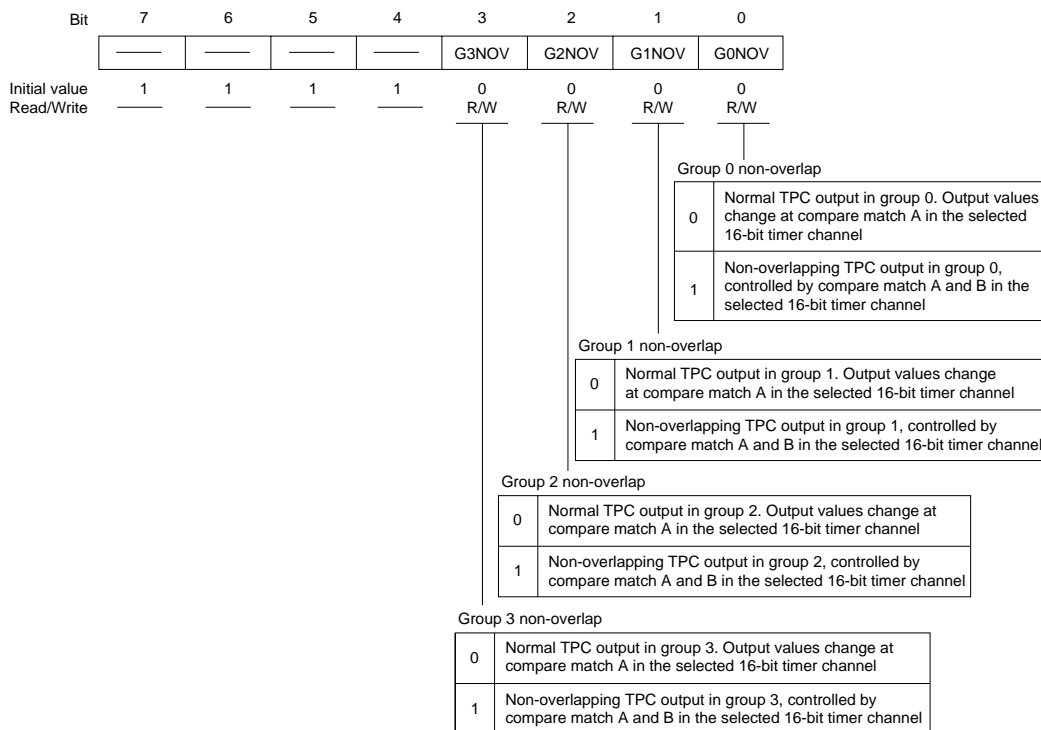 Bit 7 6 5 4 3 2 1 0
G3NOV G2NOV G1NOV G0NOV
Initial value 1 1 1 1 0 0 0 0
Read/Write R/W R/W R/W R/W
Group 0 non-overlap
0 Normal TPC output in group 0. Output values
change at compare match A in the selected
16-bit timer channel
1 Non-overlapping TPC output in group 0,
controlled by compare match A and B in the
selected 16-bit timer channel
Group 1 non-overlap
0 Normal TPC output in group 1. Output values change
at compare match A in the selected 16-bit timer channel
1 Non-overlapping TPC output in group 1, controlled by
compare match A and B in the selected 16-bit timer channel
Group 2 non-overlap
0 Normal TPC output in group 2. Output values change at
compare match A in the selected 16-bit timer channel
1 Non-overlapping TPC output in group 2, controlled by
compare match A and B in the selected 16-bit timer channel
Group 3 non-overlap
0 Normal TPC output in group 3. Output values change at
compare match A in the selected 16-bit timer channel
1 Non-overlapping TPC output in group 3, controlled by
compare match A and B in the selected 16-bit timer channel